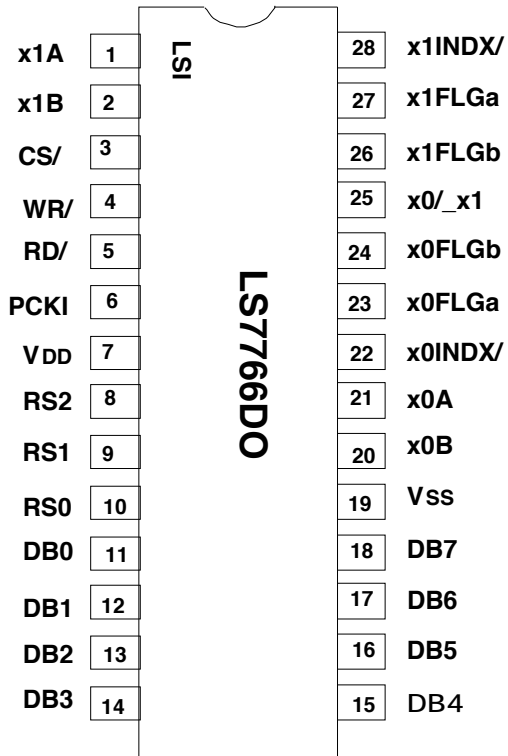 x1A 1 LSI 28 x1INDX/
x1B 2 27 x1FLGa
CS/ 3 26 x1FLGb
WR/ 4 25 x0/_x1
RD/ 5 24 x0FLGb
PCKI 6 23 x0FLGa
VDD 7 22 x0INDX/
RS2 8 21 x0A
RS1 9 20 x0B
RS0 10 19 VSS
DB0 11 18 DB7
DB1 12 17 DB6
DB2 13 16 DB5
DB3 14 15 DB4
LS7766DO